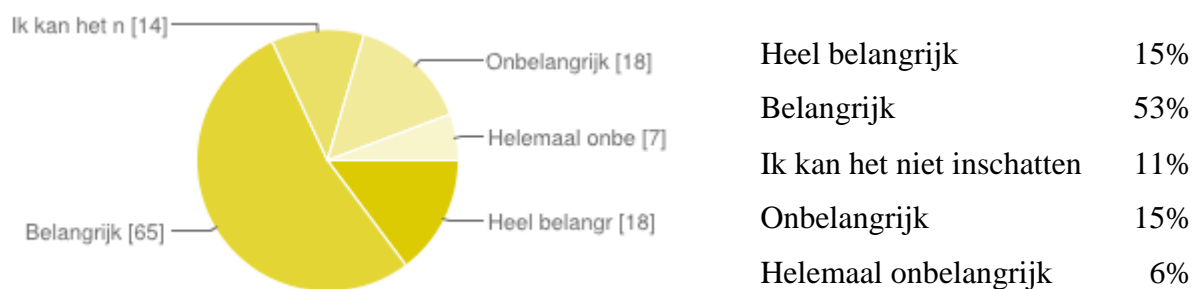 Ik kan het n [14]
Onbelangrijk [18]
Helemaal onbe [7]
Heel belangr [18]
Belangrijk [65]
Heel belangrijk 15%
Belangrijk 53%
Ik kan het niet inschatten 11%
Onbelangrijk 15%
Helemaal onbelangrijk 6%